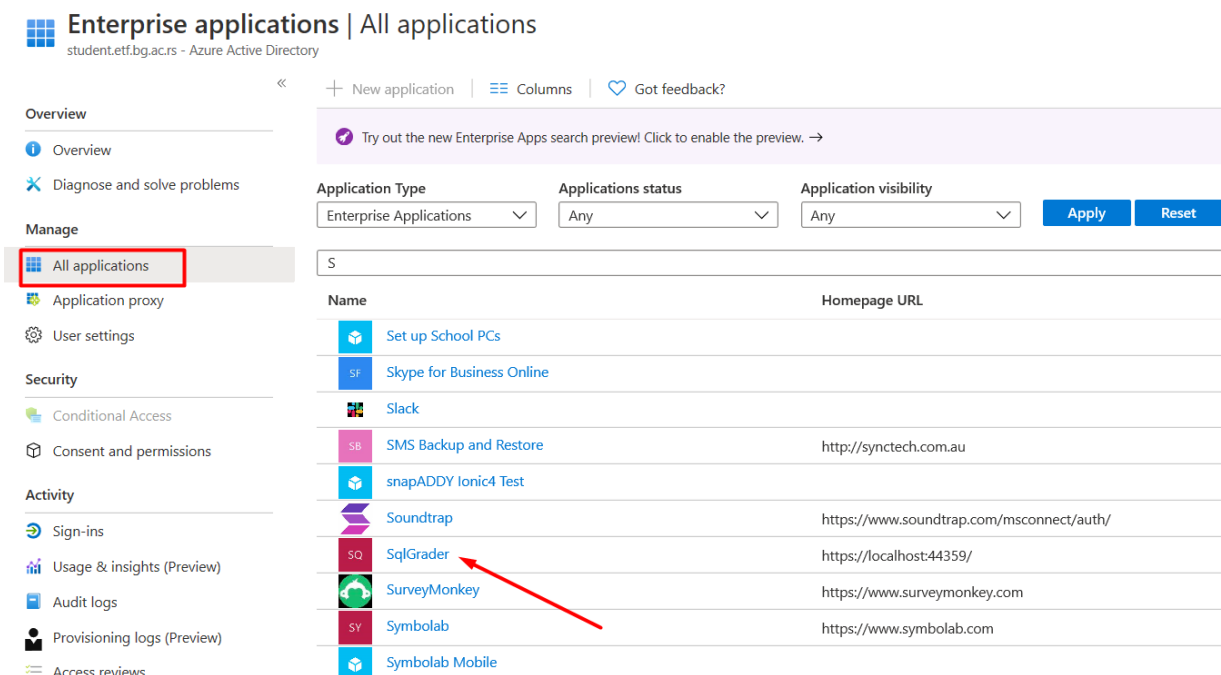 Enterprise applications | All applications
student.etf.bg.ac.rs - Azure Active Directory
«
Overview
Overview
Diagnose and solve problems
Manage
All applications
Application proxy
User settings
Security
Conditional Access
Consent and permissions
Activity
Sign-ins
Usage & insights (Preview)
Audit logs
Provisioning logs (Preview)
Access reviews
New application Columns Got feedback?
Try out the new Enterprise Apps search preview! Click to enable the preview. →
Application Type Applications status Application visibility
Enterprise Applications Any Any Apply Reset
S
Name Homepage URL
Set up School PCs
SF Skype for Business Online
Slack
SB SMS Backup and Restore http://synctech.com.au
snapADDY Ionic4 Test
Soundtrap https://www.soundtrap.com/msconnect/auth/
SQ SqlGrader https://localhost:44359/
SurveyMonkey https://www.surveymonkey.com
SY Symbolab https://www.symbolab.com
Symbolab Mobile